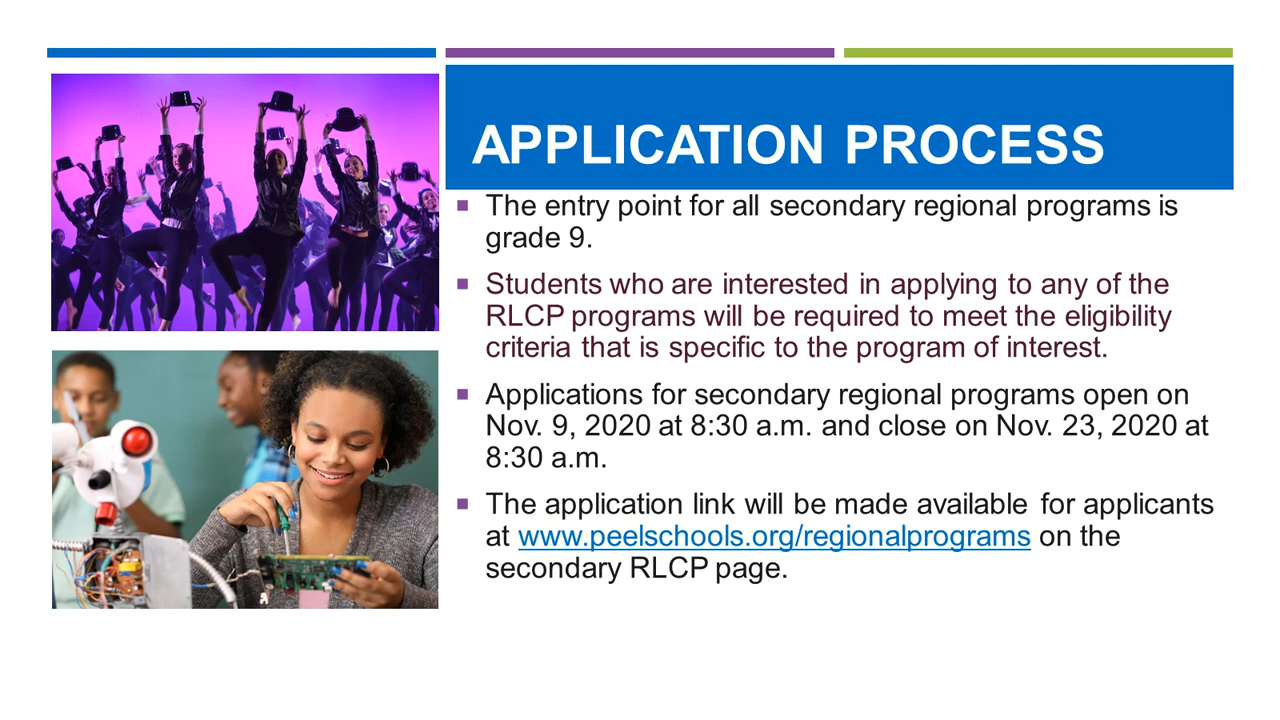 APPLICATION PROCESS
▪ The entry point for all secondary regional programs is
grade 9.
▪ Students who are interested in applying to any of the
RLCP programs will be required to meet the eligibility
criteria that is specific to the program of interest.
▪ Applications for secondary regional programs open on
Nov. 9, 2020 at 8:30 a.m. and close on Nov. 23, 2020 at
8:30 a.m.
▪ The application link will be made available for applicants
at www.peelschools.org/regionalprograms on the
secondary RLCP page.